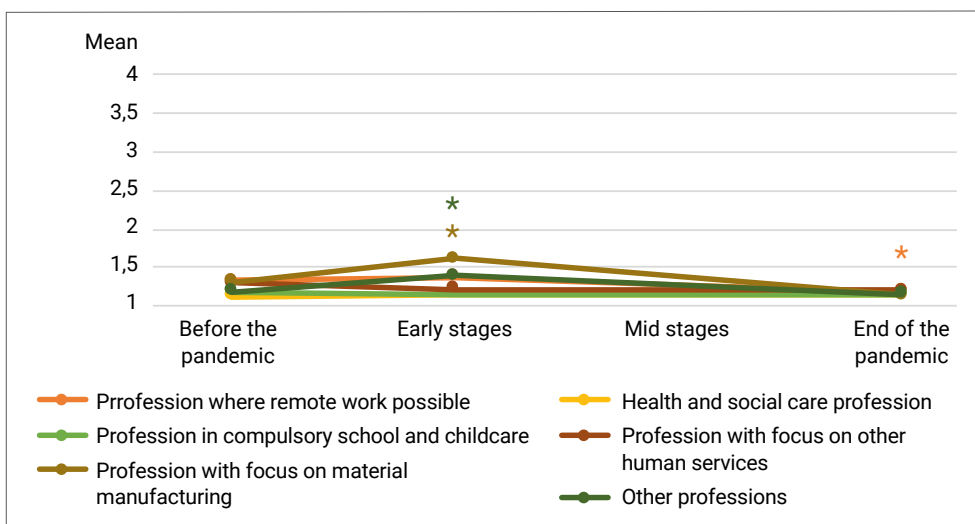 Mean
4
3,5
3
2,5
2
1,5
1
*
*
*
Before the
pandemic
Early stages
Mid stages
End of the
pandemic
Prrofession where remote work possible
Health and social care profession
Profession in compulsory school and childcare
Profession with focus on other
human services
Profession with focus on material
manufacturing
Other professions